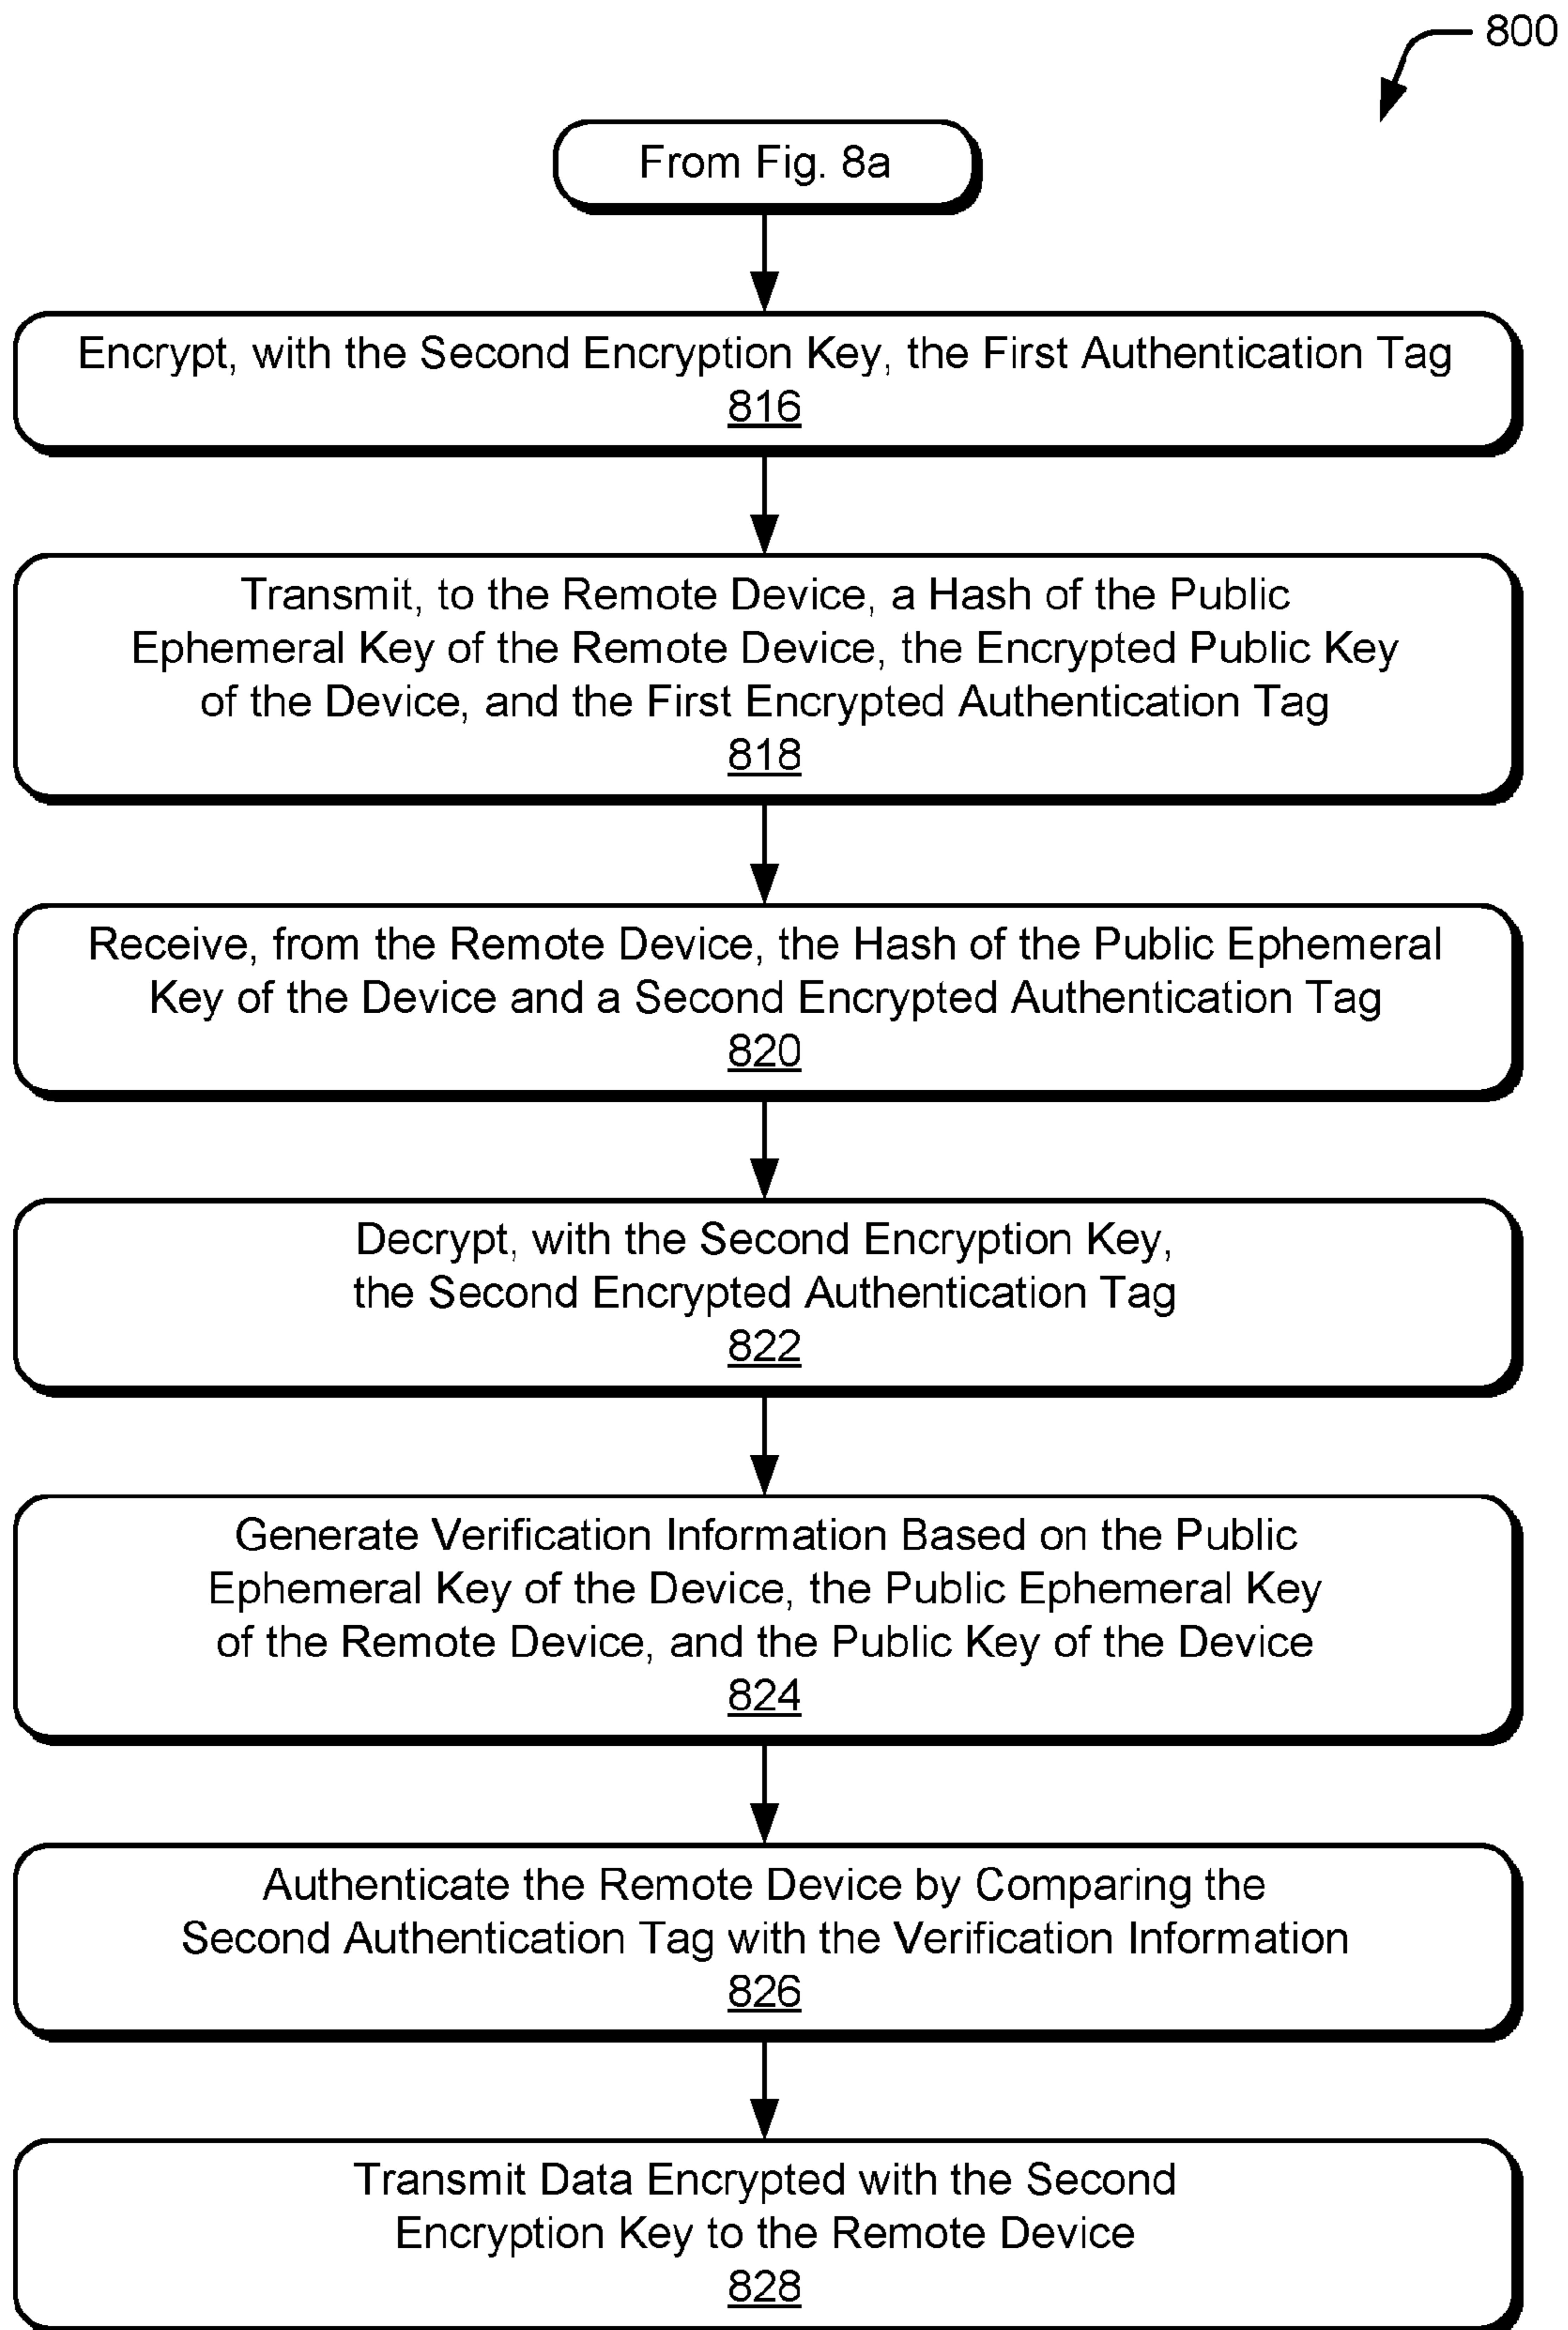 800
From Fig. 8a
Encrypt, with the Second Encryption Key, the First Authentication Tag
816
Transmit, to the Remote Device, a Hash of the Public
Ephemeral Key of the Remote Device, the Encrypted Public Key
of the Device, and the First Encrypted Authentication Tag
818
Receive, from the Remote Device, the Hash of the Public Ephemeral
Key of the Device and a Second Encrypted Authentication Tag
820
Decrypt, with the Second Encryption Key,
the Second Encrypted Authentication Tag
822
Generate Verification Information Based on the Public
Ephemeral Key of the Device, the Public Ephemeral Key
of the Remote Device, and the Public Key of the Device
824
Authenticate the Remote Device by Comparing the
Second Authentication Tag with the Verification Information
826
Transmit Data Encrypted with the Second
Encryption Key to the Remote Device
828